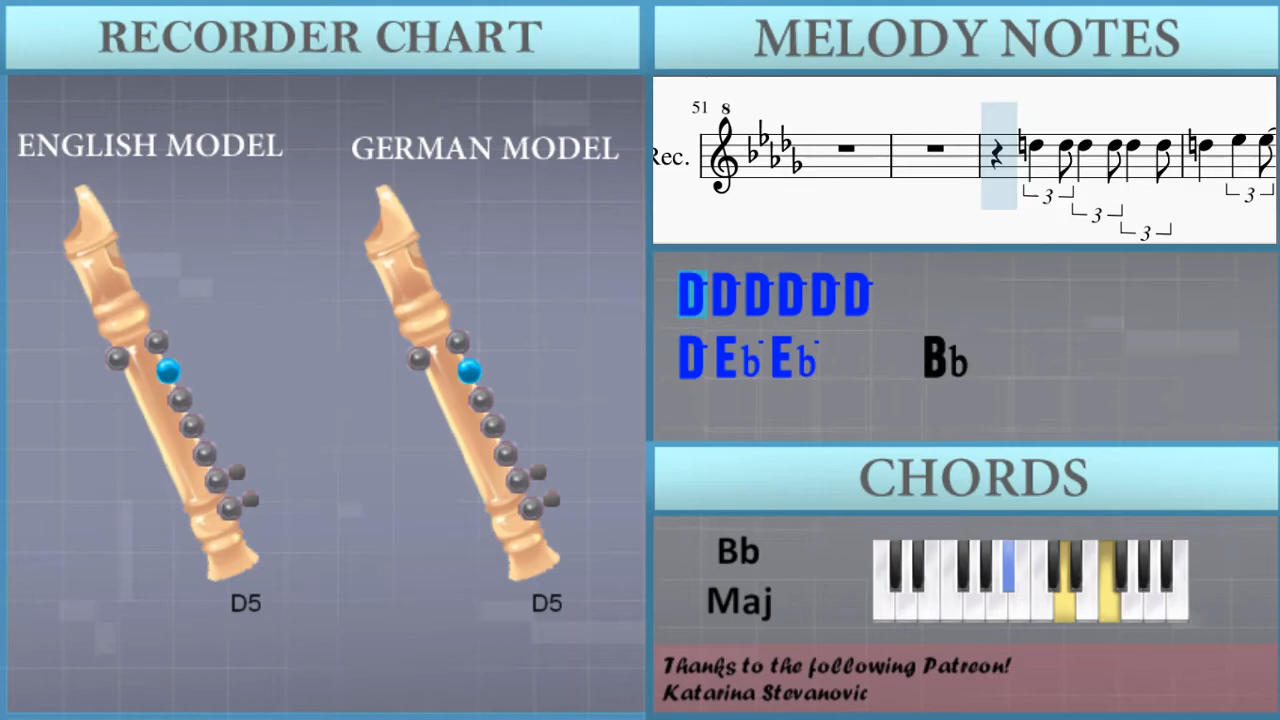 RECORDER CHART
ENGLISH MODEL
GERMAN MODEL
D5
D5
MELODY NOTES
51 8
Rec.
3
3
3
3
D D D D D D
D Eb Eb Bb
CHORDS
Bb
Maj
Thanks to the following Patreon!
Katarina Stevanovic